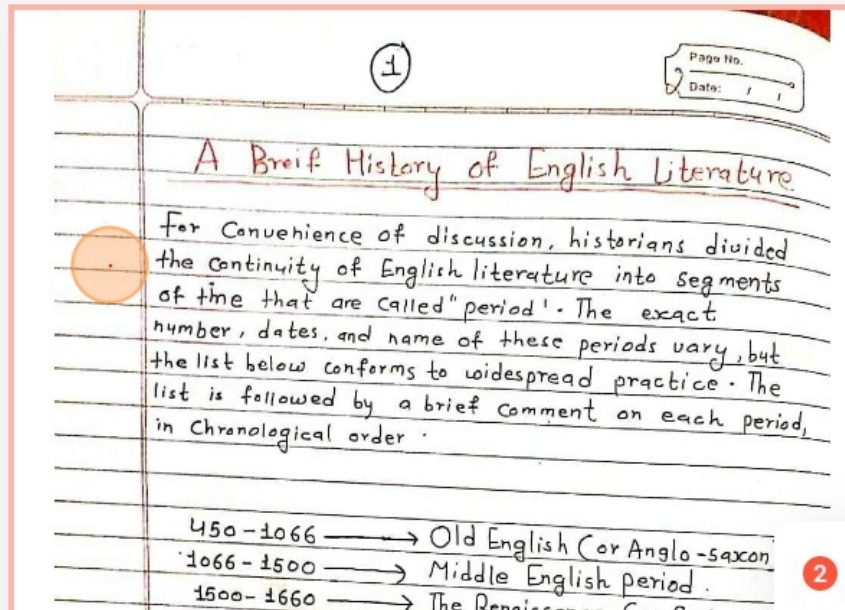 1
Page No.
2
Date: / /
A Breif History of English Literature
For Convenience of discussion, historians divided
the continuity of English literature into segments
of time that are called "period'. The exact
number, dates, and name of these periods vary, but
the list below conforms to widespread practice. The
list is followed by a brief comment on each period,
in Chronological order.
450-1066 → Old English (or Anglo-saxon
1066-1500 → Middle English period.
1500-1660 → The
2